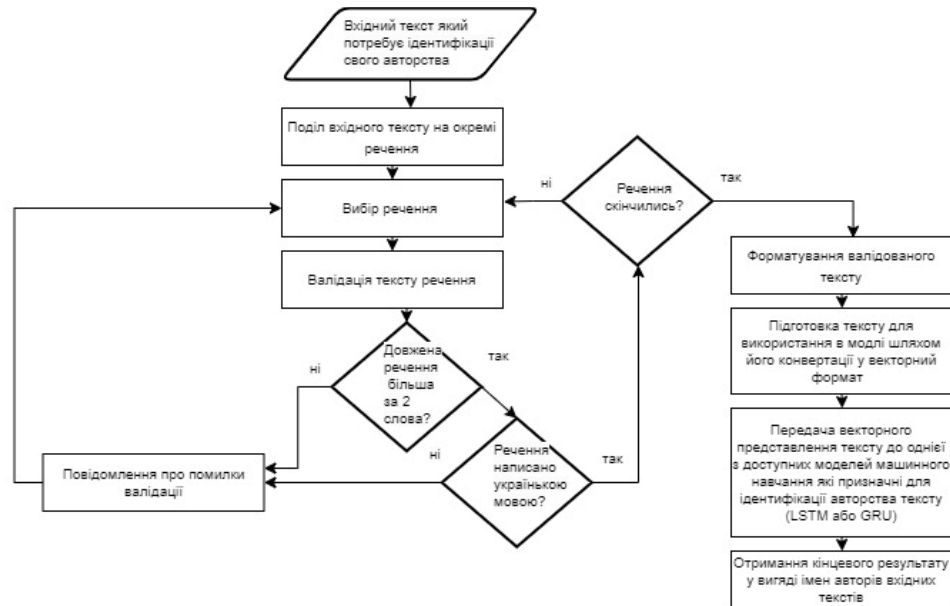 Вхідний текст який
потребує ідентифікації
свого авторства
Поділ вхідного тексту на окремі
речення
Вибір речення
Валідація тексту речення
Довжена
речення
більша
за 2
слова?
ні
так
Речення
написано
українькою
мовою?
ні
так
Повідомлення про помилки
валідації
Речення
скінчились?
ні
так
Форматування валідованого
тексту
Підготовка тексту для
використання в модлі шляхом
його конвертації у векторний
формат
Передача векторного
представлення тексту до однієї
з доступних моделей машинного
навчання які призначні для
ідентифікації авторства тексту
(LSTM або GRU)
Отримання кінцевого результату
у вигяді імен авторів вхідних
текстів